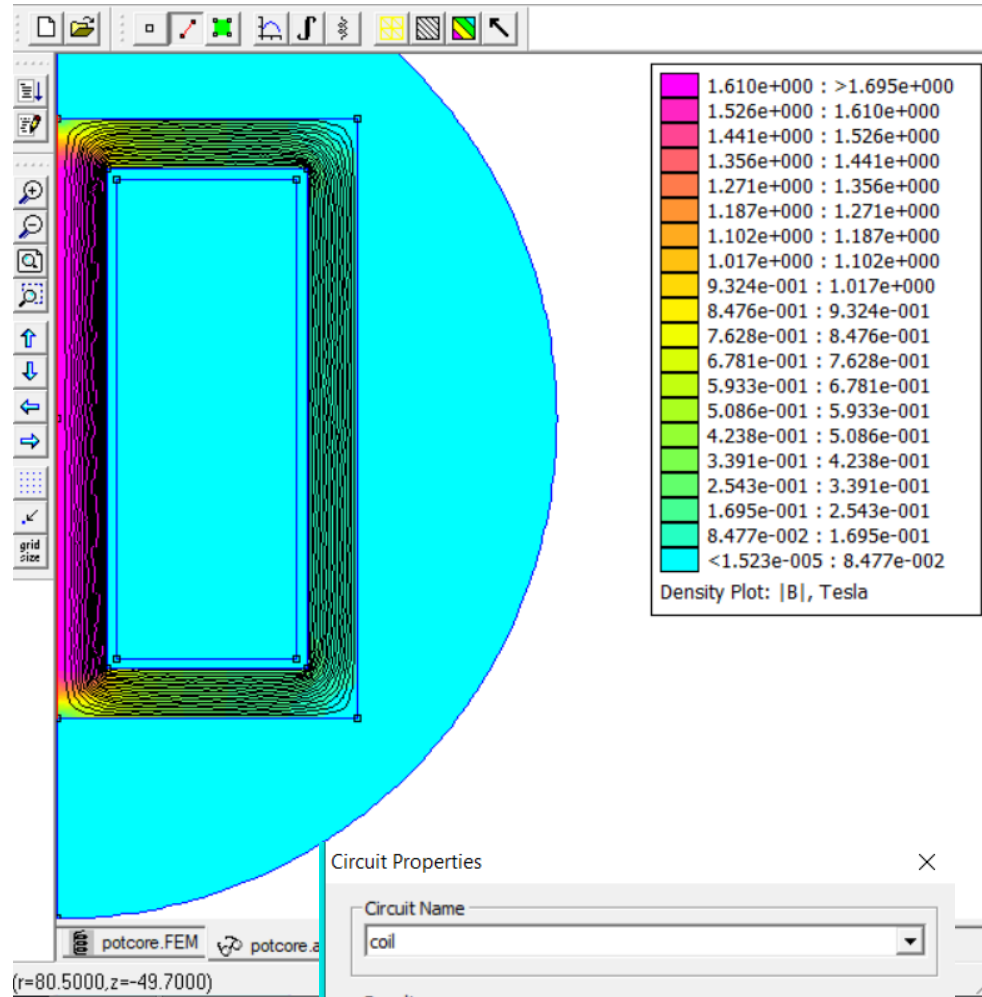 grid
size
1.610e+000 : >1.695e+000
1.526e+000 : 1.610e+000
1.441e+000 : 1.526e+000
1.356e+000 : 1.441e+000
1.271e+000 : 1.356e+000
1.187e+000 : 1.271e+000
1.102e+000 : 1.187e+000
1.017e+000 : 1.102e+000
9.324e-001 : 1.017e+000
8.476e-001 : 9.324e-001
7.628e-001 : 8.476e-001
6.781e-001 : 7.628e-001
5.933e-001 : 6.781e-001
5.086e-001 : 5.933e-001
4.238e-001 : 5.086e-001
3.391e-001 : 4.238e-001
2.543e-001 : 3.391e-001
1.695e-001 : 2.543e-001
8.477e-002 : 1.695e-001
<1.523e-005 : 8.477e-002
Density Plot: |B|, Tesla
Circuit Properties
Circuit Name
coil
potcore.FEM
potcore.a
(r=80.5000,z=-49.7000)